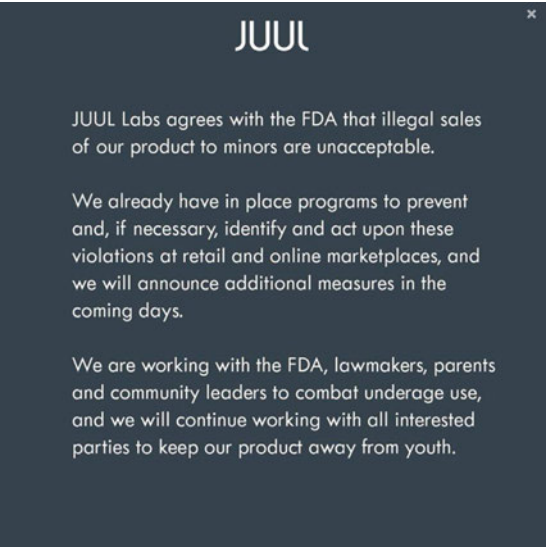 JUUL
JUUL Labs agrees with the FDA that illegal sales
of our product to minors are unacceptable.
We already have in place programs to prevent
and, if necessary, identify and act upon these
violations at retail and online marketplaces, and
we will announce additional measures in the
coming days.
We are working with the FDA, lawmakers, parents
and community leaders to combat underage use,
and we will continue working with all interested
parties to keep our product away from youth.